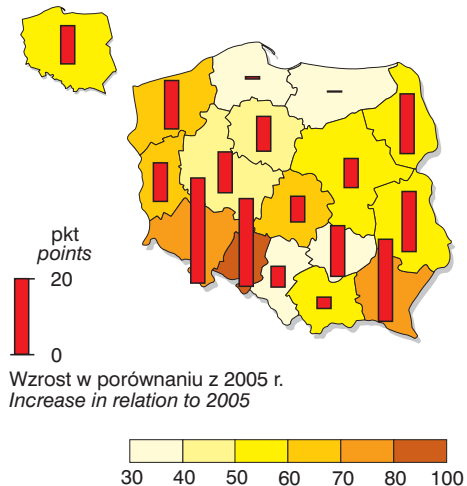 pkt
points
20
0
Wzrost w porównaniu z 2005 r.
Increase in relation to 2005
30 40 50 60 70 80 100